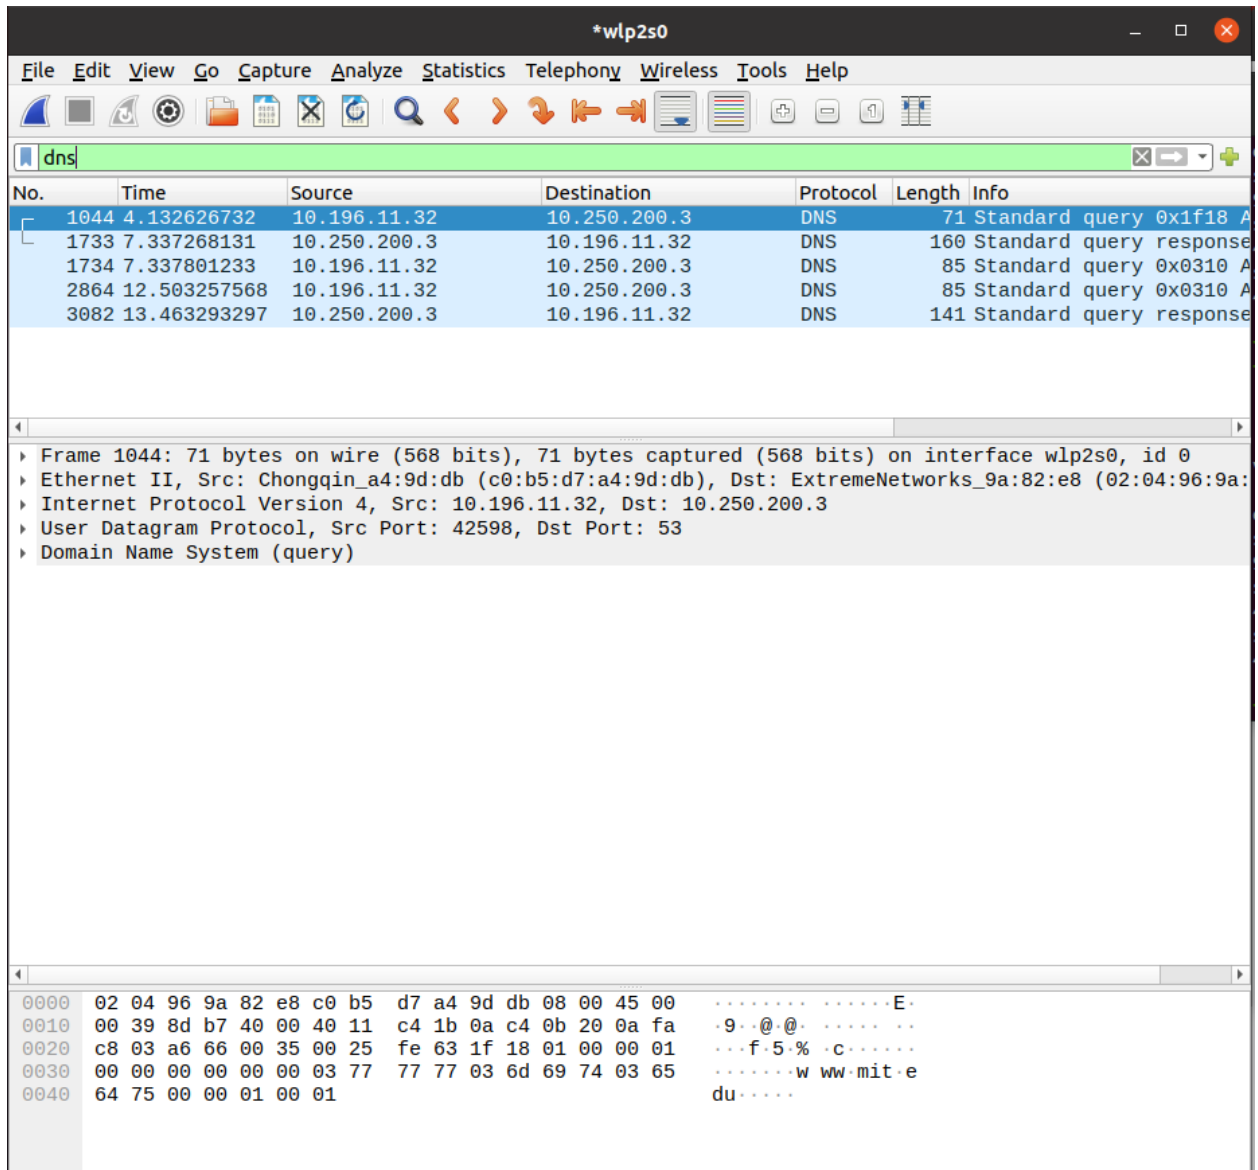 *wlp2s0
File Edit View Go Capture Analyze Statistics Telephony Wireless Tools Help
dns
No. Time Source Destination Protocol Length Info
1044 4.132626732 10.196.11.32 10.250.200.3 DNS 71 Standard query 0x1f18 A
1733 7.337268131 10.250.200.3 10.196.11.32 DNS 160 Standard query response
1734 7.337801233 10.196.11.32 10.250.200.3 DNS 85 Standard query 0x0310 A
2864 12.503257568 10.196.11.32 10.250.200.3 DNS 85 Standard query 0x0310 A
3082 13.463293297 10.250.200.3 10.196.11.32 DNS 141 Standard query response
Frame 1044: 71 bytes on wire (568 bits), 71 bytes captured (568 bits) on interface wlp2s0, id 0
Ethernet II, Src: Chongqin_a4:9d:db (c0:b5:d7:a4:9d:db), Dst: ExtremeNetworks_9a:82:e8 (02:04:96:9a:
Internet Protocol Version 4, Src: 10.196.11.32, Dst: 10.250.200.3
User Datagram Protocol, Src Port: 42598, Dst Port: 53
Domain Name System (query)
0000 02 04 96 9a 82 e8 c0 b5 d7 a4 9d db 08 00 45 00 ········ ······E·
0010 00 39 8d b7 40 00 40 11 c4 1b 0a c4 0b 20 0a fa ·9··@·@· ····· ··
0020 c8 03 a6 66 00 35 00 25 fe 63 1f 18 01 00 00 01 ···f·5·% ·c······
0030 00 00 00 00 00 00 03 77 77 77 03 6d 69 74 03 65 ·······w ww·mit·e
0040 64 75 00 00 01 00 01 du·····